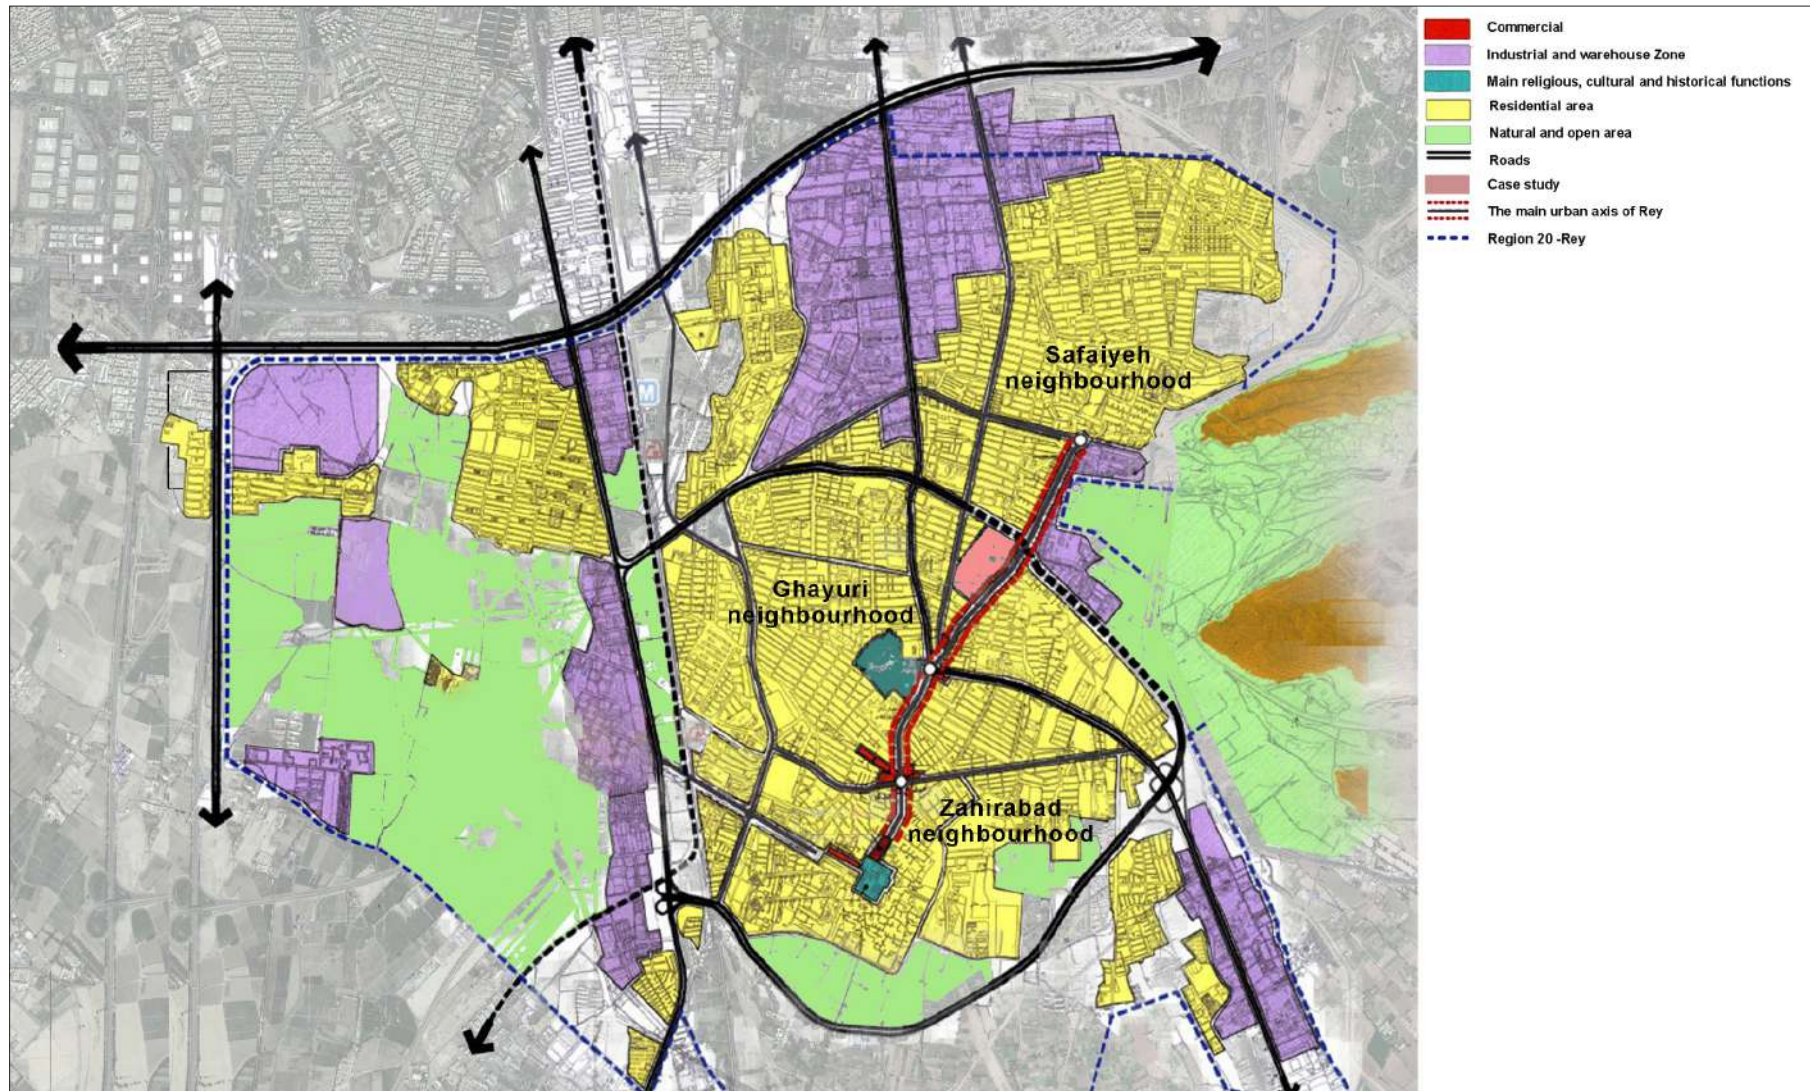 Commercial
Industrial and warehouse Zone
Main religious, cultural and historical functions
Residential area
Natural and open area
Roads
Case study
The main urban axis of Rey
Region 20 -Rey
Safaiyeh
neighbourhood
M
Ghayuri
neighbourhood
Zahirabad
neighbourhood